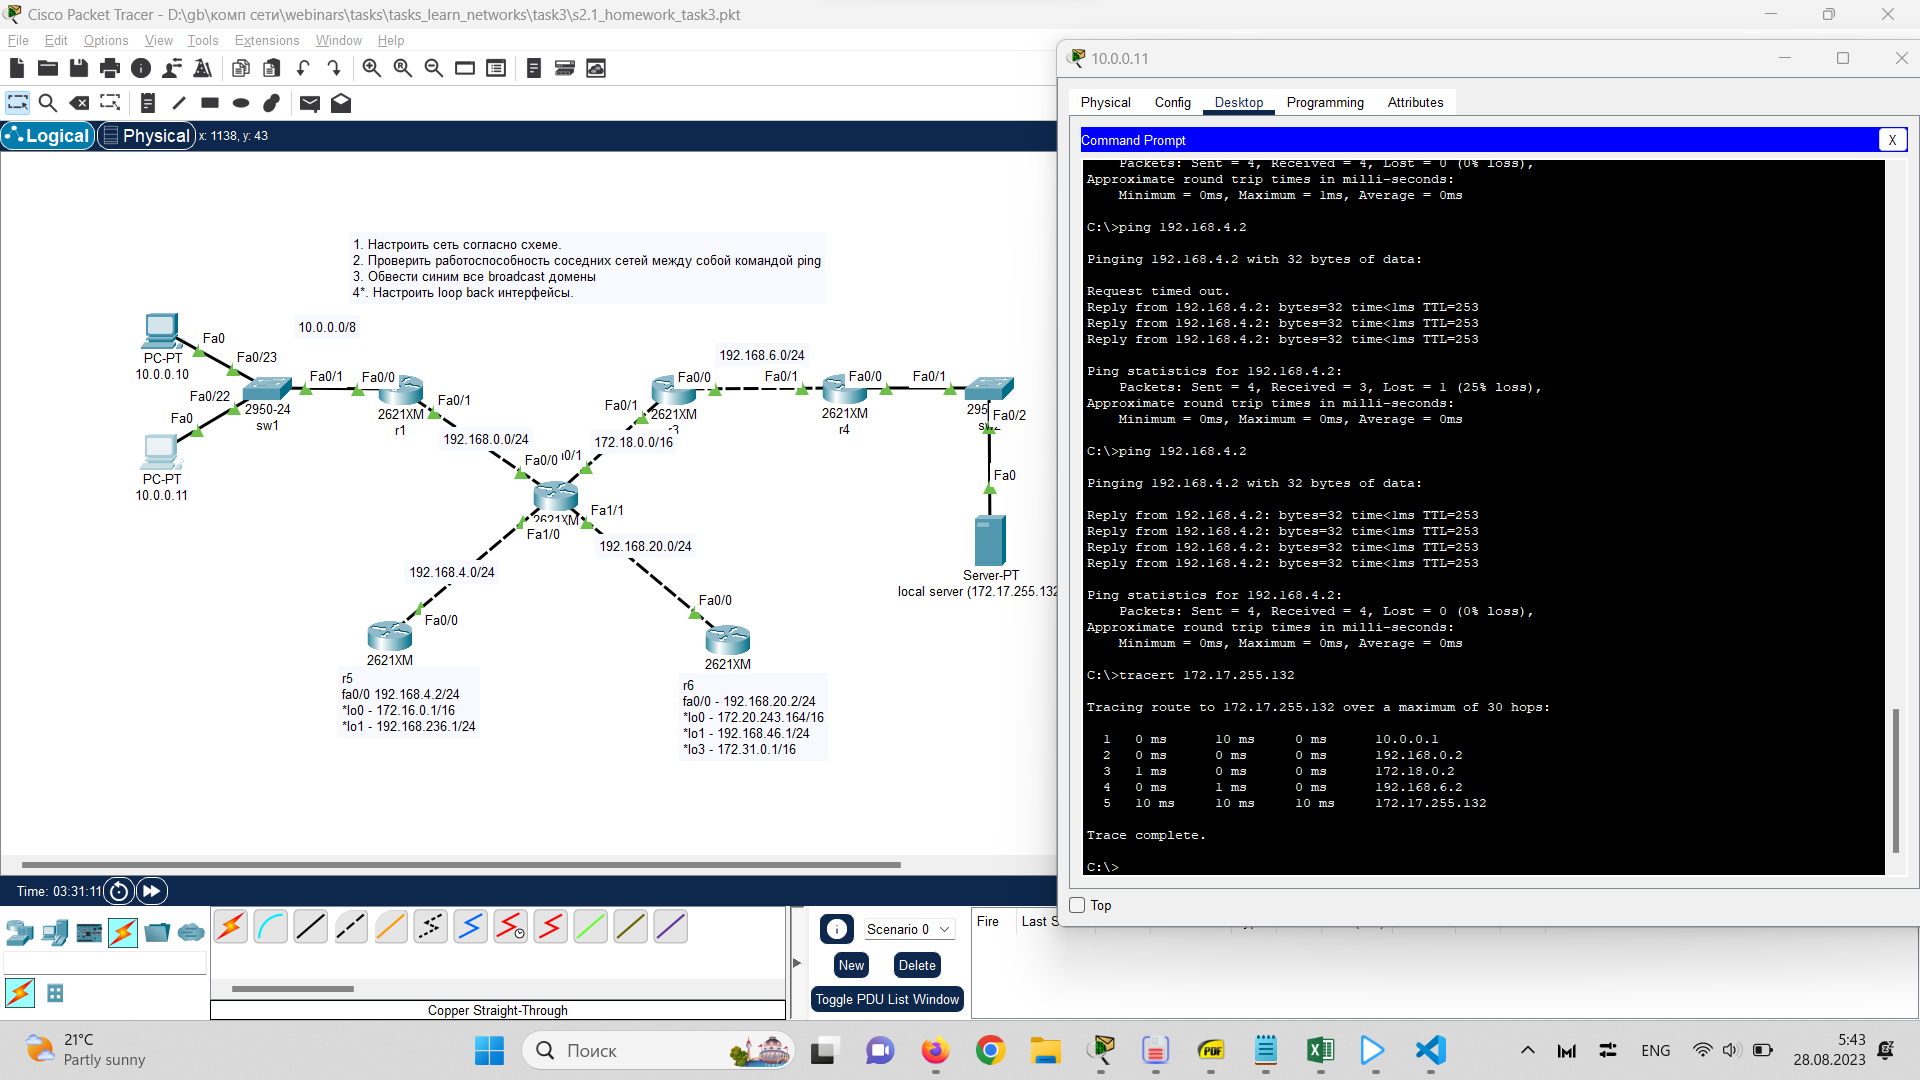 Cisco Packet Tracer - D:\gb\комп сети\webinars\tasks\tasks_learn_networks\task3\s2.1_homework_task3.pkt
File Edit Options View Tools Extensions Window Help
Logical Physical x: 1138, y: 43
1. Настроить сеть согласно схеме.
2. Проверить работоспособность соседних сетей между собой командой ping
3. Обвести синим все broadcast домены
4*. Настроить loop back интерфейсы.
10.0.0.0/8
Fa0
PC-PT
10.0.0.10
Fa0/23
Fa0/22
Fa0
PC-PT
10.0.0.11
2950-24
sw1
Fa0/1
Fa0/0
2621XM
r1
Fa0/1
192.168.0.0/24
Fa0/0
0/1
172.18.0.0/16
Fa0/1
Fa0/0
2621XM
r3
192.168.6.0/24
Fa0/1
Fa0/0
2621XM
r4
Fa0/1
295
Fa0/2
Fa0
Server-PT
local server (172.17.255.132
2621XM
Fa1/0
Fa1/1
192.168.20.0/24
192.168.4.0/24
Fa0/0
2621XM
r5
fa0/0 192.168.4.2/24
*lo0 - 172.16.0.1/16
*lo1 - 192.168.236.1/24
Fa0/0
2621XM
r6
fa0/0 - 192.168.20.2/24
*lo0 - 172.20.243.164/16
*lo1 - 192.168.46.1/24
*lo3 - 172.31.0.1/16
Time: 03:31:11
Copper Straight-Through
Scenario 0
New Delete
Toggle PDU List Window
Fire Last S
10.0.0.11
Physical Config Desktop Programming Attributes
Command Prompt X
Packets: Sent = 4, Received = 4, Lost = 0 (0% loss),
Approximate round trip times in milli-seconds:
Minimum = 0ms, Maximum = 1ms, Average = 0ms
C:\>ping 192.168.4.2
Pinging 192.168.4.2 with 32 bytes of data:
Request timed out.
Reply from 192.168.4.2: bytes=32 time<1ms TTL=253
Reply from 192.168.4.2: bytes=32 time<1ms TTL=253
Reply from 192.168.4.2: bytes=32 time<1ms TTL=253
Ping statistics for 192.168.4.2:
Packets: Sent = 4, Received = 3, Lost = 1 (25% loss),
Approximate round trip times in milli-seconds:
Minimum = 0ms, Maximum = 0ms, Average = 0ms
C:\>ping 192.168.4.2
Pinging 192.168.4.2 with 32 bytes of data:
Reply from 192.168.4.2: bytes=32 time<1ms TTL=253
Reply from 192.168.4.2: bytes=32 time<1ms TTL=253
Reply from 192.168.4.2: bytes=32 time<1ms TTL=253
Reply from 192.168.4.2: bytes=32 time<1ms TTL=253
Ping statistics for 192.168.4.2:
Packets: Sent = 4, Received = 4, Lost = 0 (0% loss),
Approximate round trip times in milli-seconds:
Minimum = 0ms, Maximum = 0ms, Average = 0ms
C:\>tracert 172.17.255.132
Tracing route to 172.17.255.132 over a maximum of 30 hops:
1 0 ms 10 ms 0 ms 10.0.0.1
2 0 ms 0 ms 0 ms 192.168.0.2
3 1 ms 0 ms 0 ms 172.18.0.2
4 0 ms 1 ms 0 ms 192.168.6.2
5 10 ms 10 ms 10 ms 172.17.255.132
Trace complete.
C:\>
Top
21°C
Partly sunny
Поиск
PDF
ENG
5:43
28.08.2023